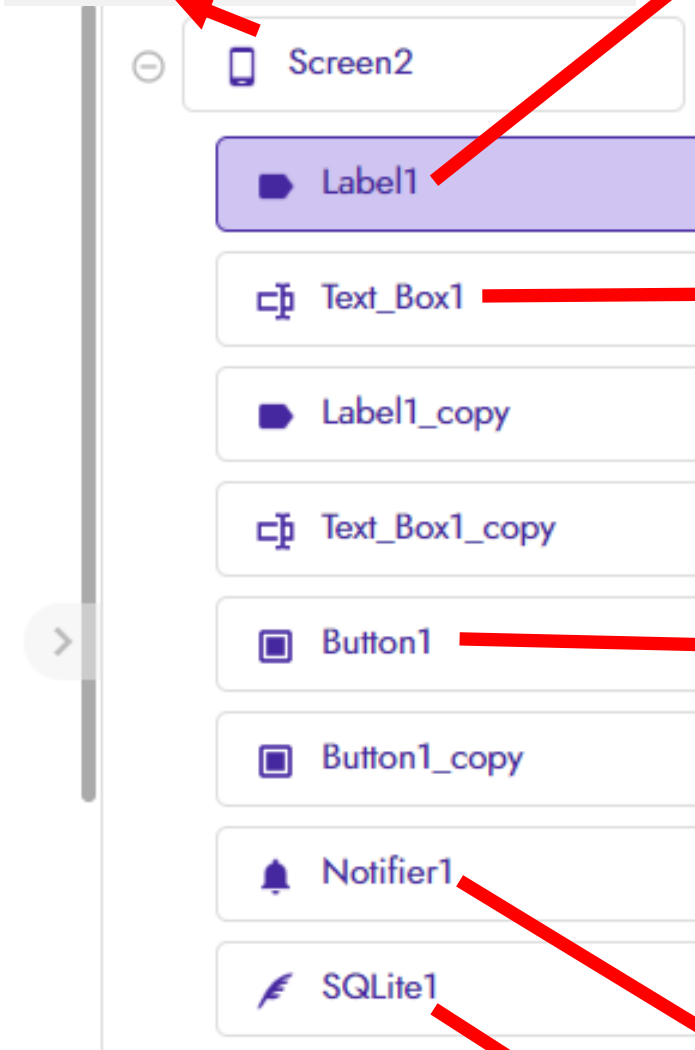 Screen2
Label1
Text_Box1
Label1_copy
Text_Box1_copy
Button1
Button1_copy
Notifier1
SQLite1